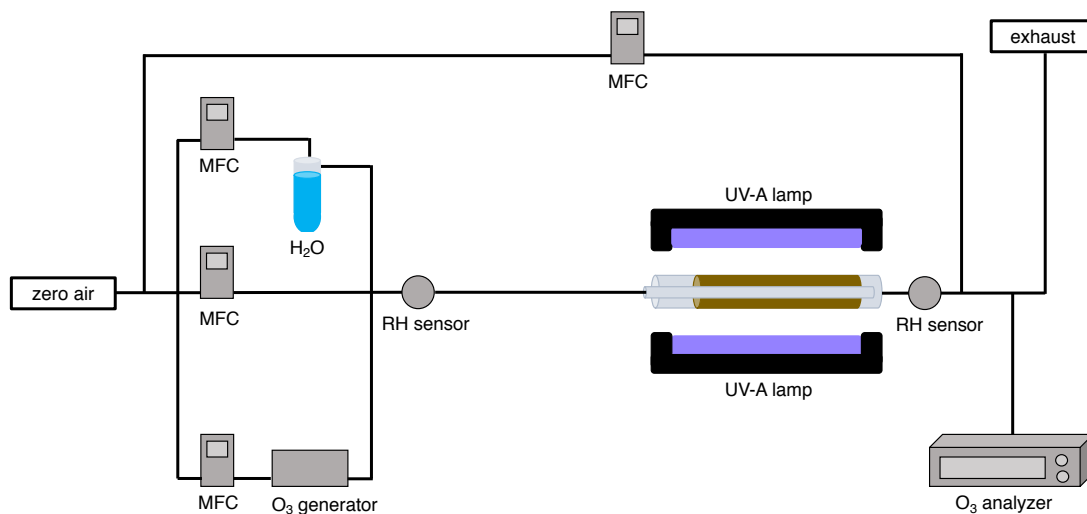 exhaust
MFC
MFC
H₂O
UV-A lamp
zero air
MFC
RH sensor
RH sensor
UV-A lamp
MFC
O₃ generator
O₃ analyzer